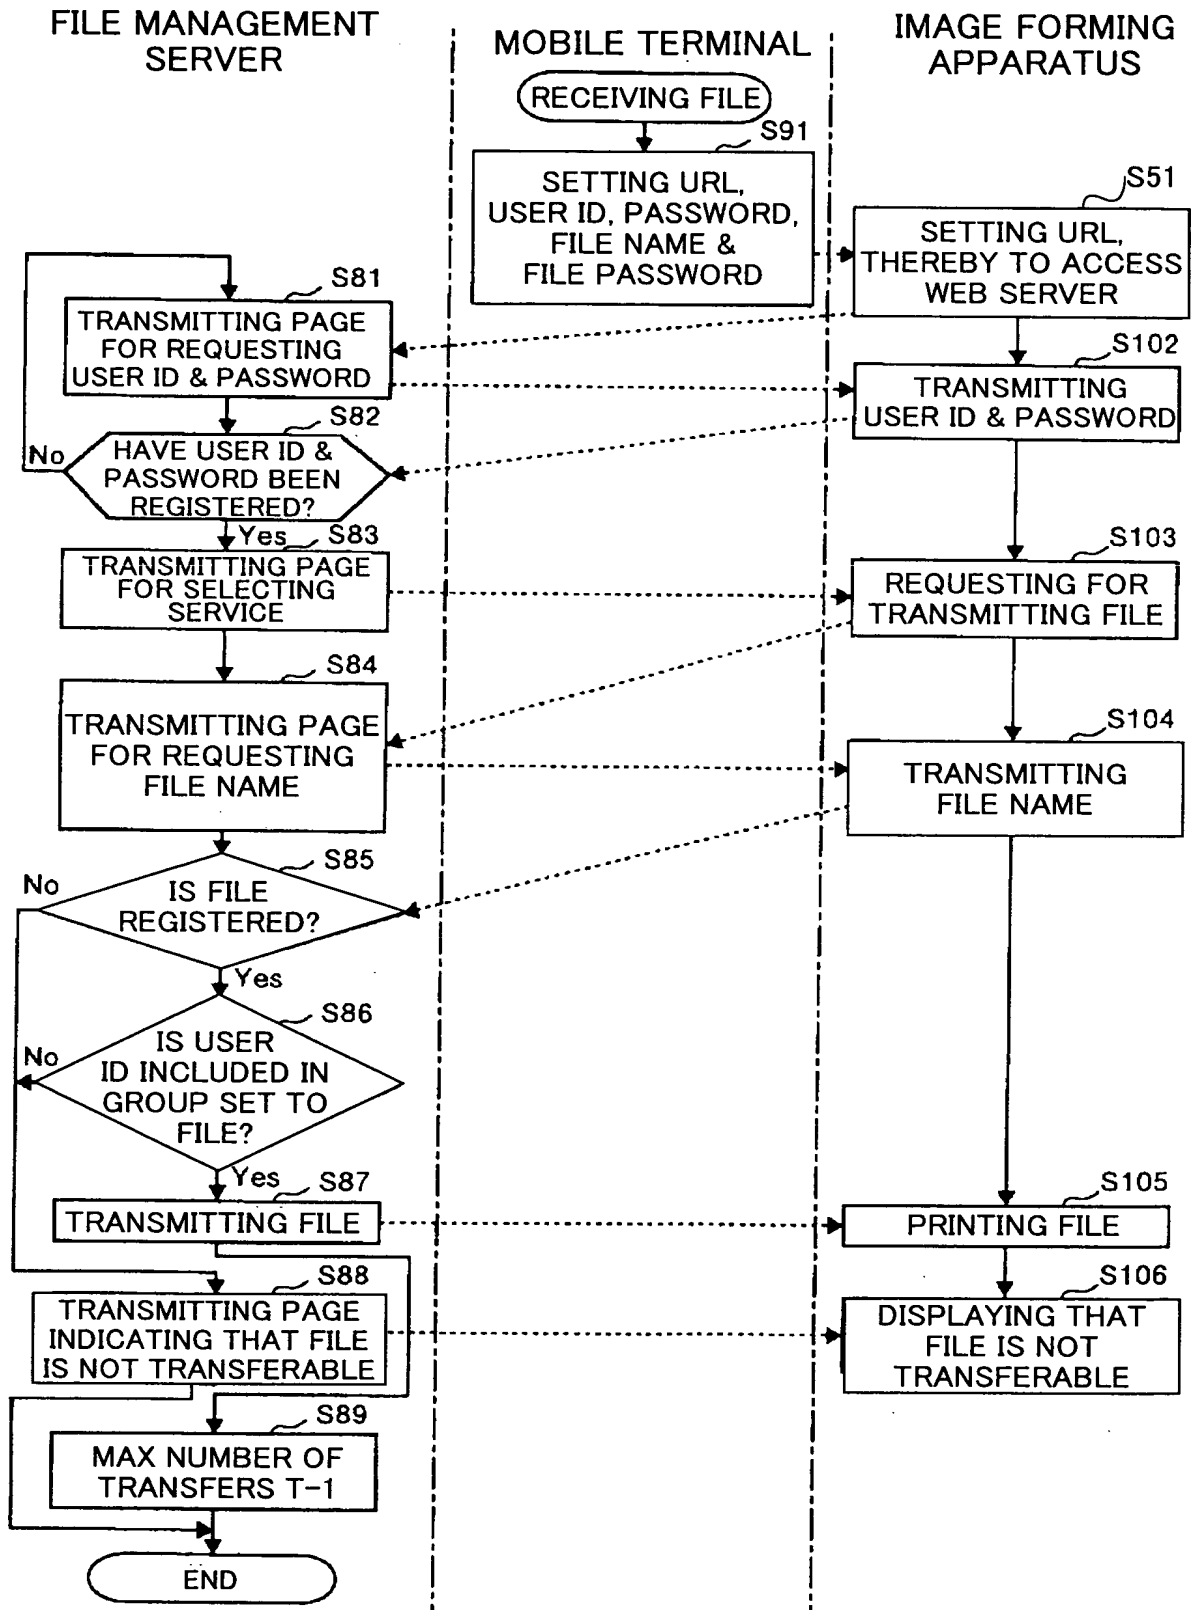 FILE MANAGEMENT
SERVER
MOBILE TERMINAL
IMAGE FORMING
APPARATUS
RECEIVING FILE
S91
SETTING URL,
USER ID, PASSWORD,
FILE NAME &
FILE PASSWORD
S51
SETTING URL,
THEREBY TO ACCESS
WEB SERVER
S81
TRANSMITTING PAGE
FOR REQUESTING
USER ID & PASSWORD
S102
TRANSMITTING
USER ID & PASSWORD
S82
HAVE USER ID &
PASSWORD BEEN
REGISTERED?
No
Yes
S83
TRANSMITTING PAGE
FOR SELECTING
SERVICE
S103
REQUESTING FOR
TRANSMITTING FILE
S84
TRANSMITTING PAGE
FOR REQUESTING
FILE NAME
S104
TRANSMITTING
FILE NAME
S85
No
IS FILE
REGISTERED?
Yes
S86
No
IS USER
ID INCLUDED IN
GROUP SET TO
FILE?
Yes
S87
TRANSMITTING FILE
S105
PRINTING FILE
S88
TRANSMITTING PAGE
INDICATING THAT FILE
IS NOT TRANSFERABLE
S106
DISPLAYING THAT
FILE IS NOT
TRANSFERABLE
S89
MAX NUMBER OF
TRANSFERS T-1
END